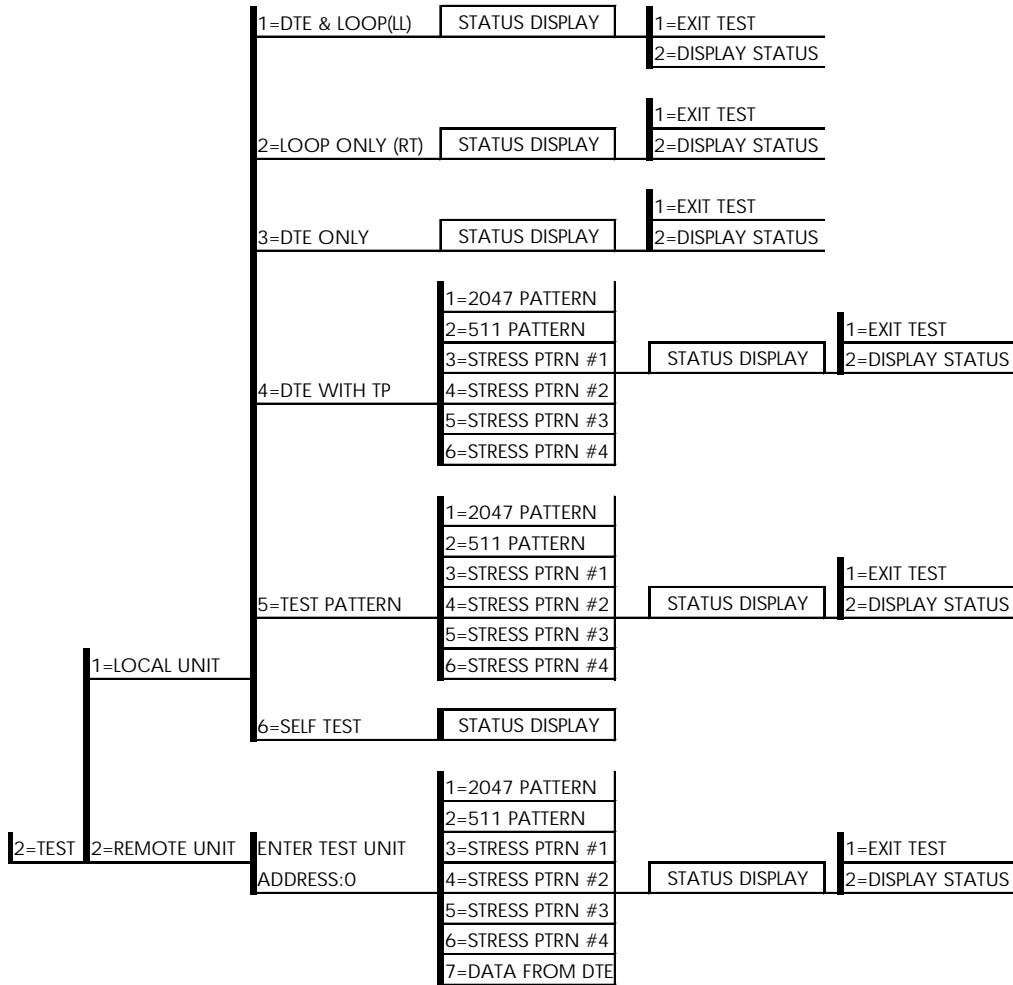 1=DTE & LOOP(LL) STATUS DISPLAY 1=EXIT TEST
2=DISPLAY STATUS
1=EXIT TEST
2=LOOP ONLY (RT) STATUS DISPLAY 2=DISPLAY STATUS
1=EXIT TEST
3=DTE ONLY STATUS DISPLAY 2=DISPLAY STATUS
1=2047 PATTERN
2=511 PATTERN 1=EXIT TEST
3=STRESS PTRN #1 STATUS DISPLAY 2=DISPLAY STATUS
4=DTE WITH TP 4=STRESS PTRN #2
5=STRESS PTRN #3
6=STRESS PTRN #4
1=2047 PATTERN
2=511 PATTERN
3=STRESS PTRN #1 1=EXIT TEST
5=TEST PATTERN 4=STRESS PTRN #2 STATUS DISPLAY 2=DISPLAY STATUS
5=STRESS PTRN #3
1=LOCAL UNIT 6=STRESS PTRN #4
6=SELF TEST STATUS DISPLAY
1=2047 PATTERN
2=511 PATTERN
2=TEST 2=REMOTE UNIT ENTER TEST UNIT 3=STRESS PTRN #1 1=EXIT TEST
ADDRESS:0 4=STRESS PTRN #2 STATUS DISPLAY 2=DISPLAY STATUS
5=STRESS PTRN #3
6=STRESS PTRN #4
7=DATA FROM DTE